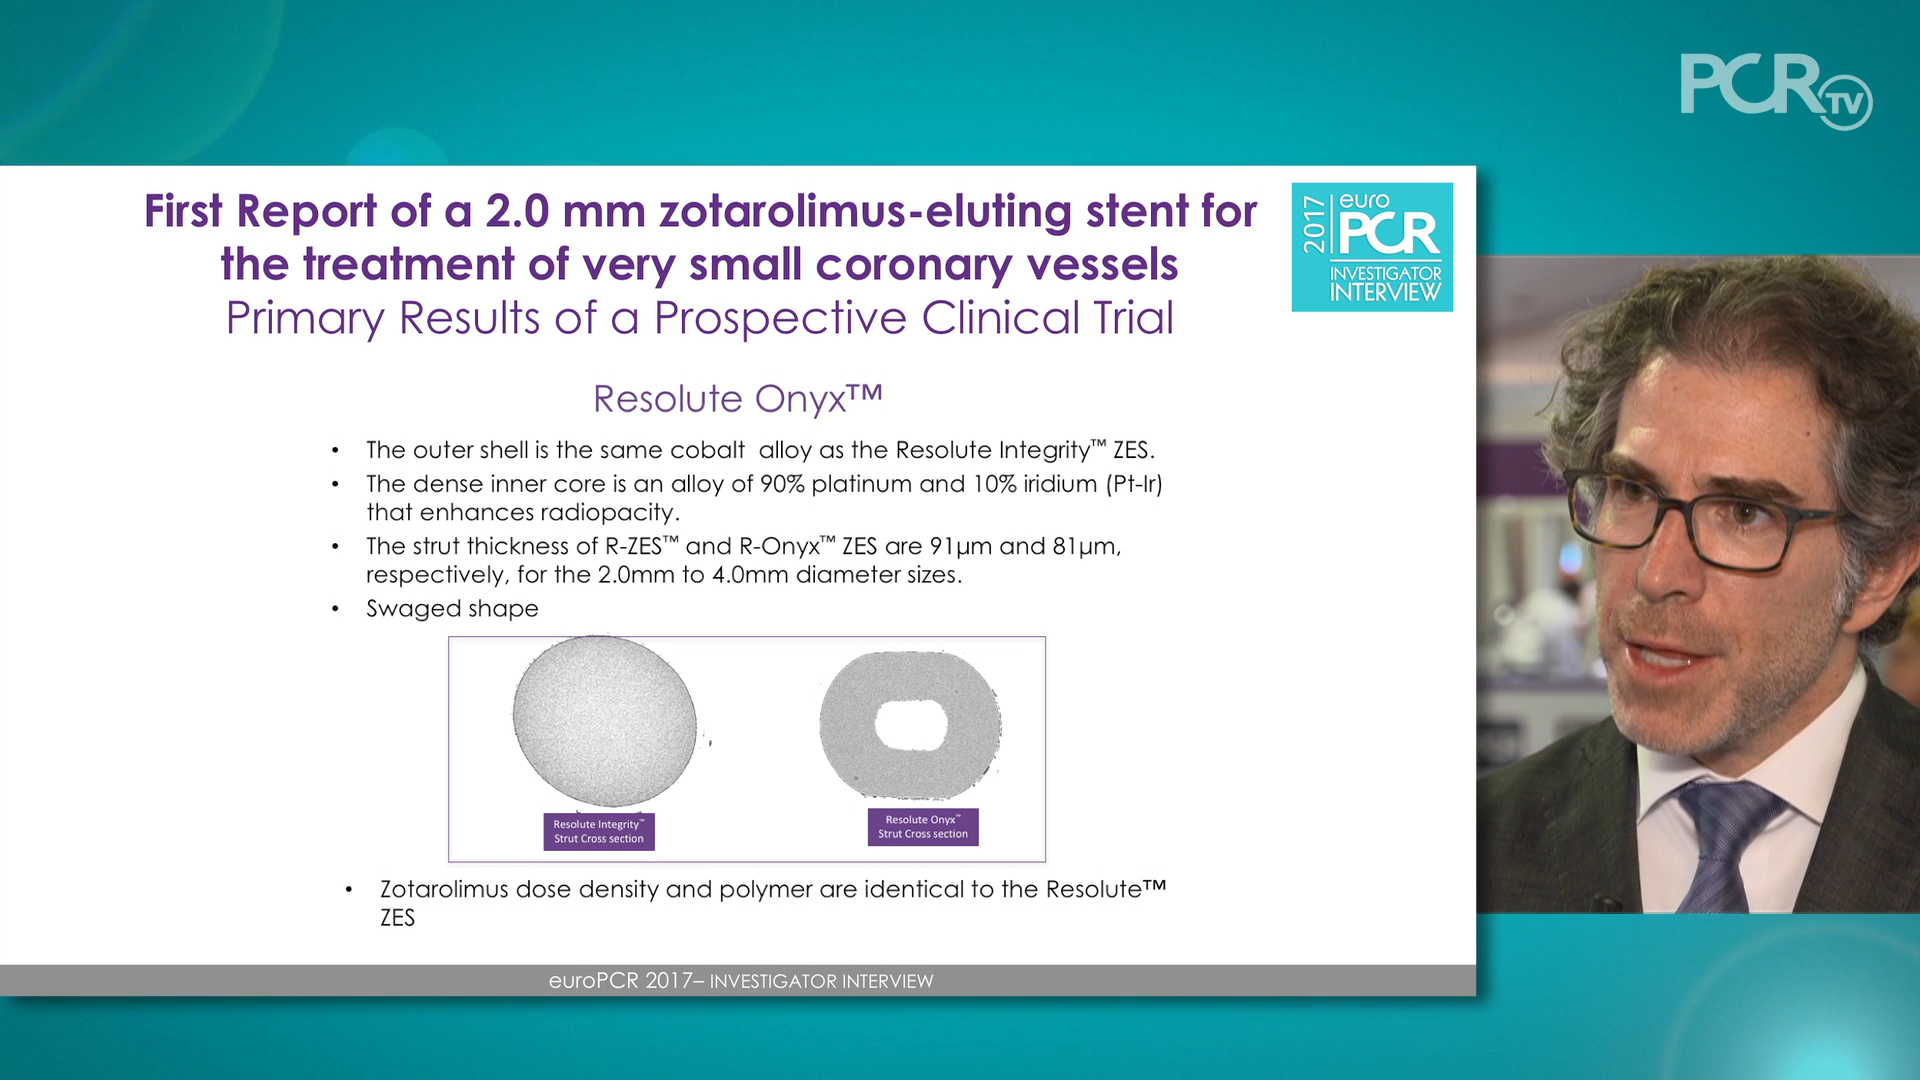 PCR TV
First Report of a 2.0 mm zotarolimus-eluting stent for
the treatment of very small coronary vessels
Primary Results of a Prospective Clinical Trial
2017
euro
PCR
INVESTIGATOR
INTERVIEW
Resolute Onyx™
• The outer shell is the same cobalt alloy as the Resolute Integrity™ ZES.
• The dense inner core is an alloy of 90% platinum and 10% iridium (Pt-Ir)
that enhances radiopacity.
• The strut thickness of R-ZES™ and R-Onyx™ ZES are 91µm and 81µm,
respectively, for the 2.0mm to 4.0mm diameter sizes.
• Swaged shape
Resolute Integrity™
Strut Cross section
Resolute Onyx™
Strut Cross section
• Zotarolimus dose density and polymer are identical to the Resolute™
ZES
euroPCR 2017– INVESTIGATOR INTERVIEW